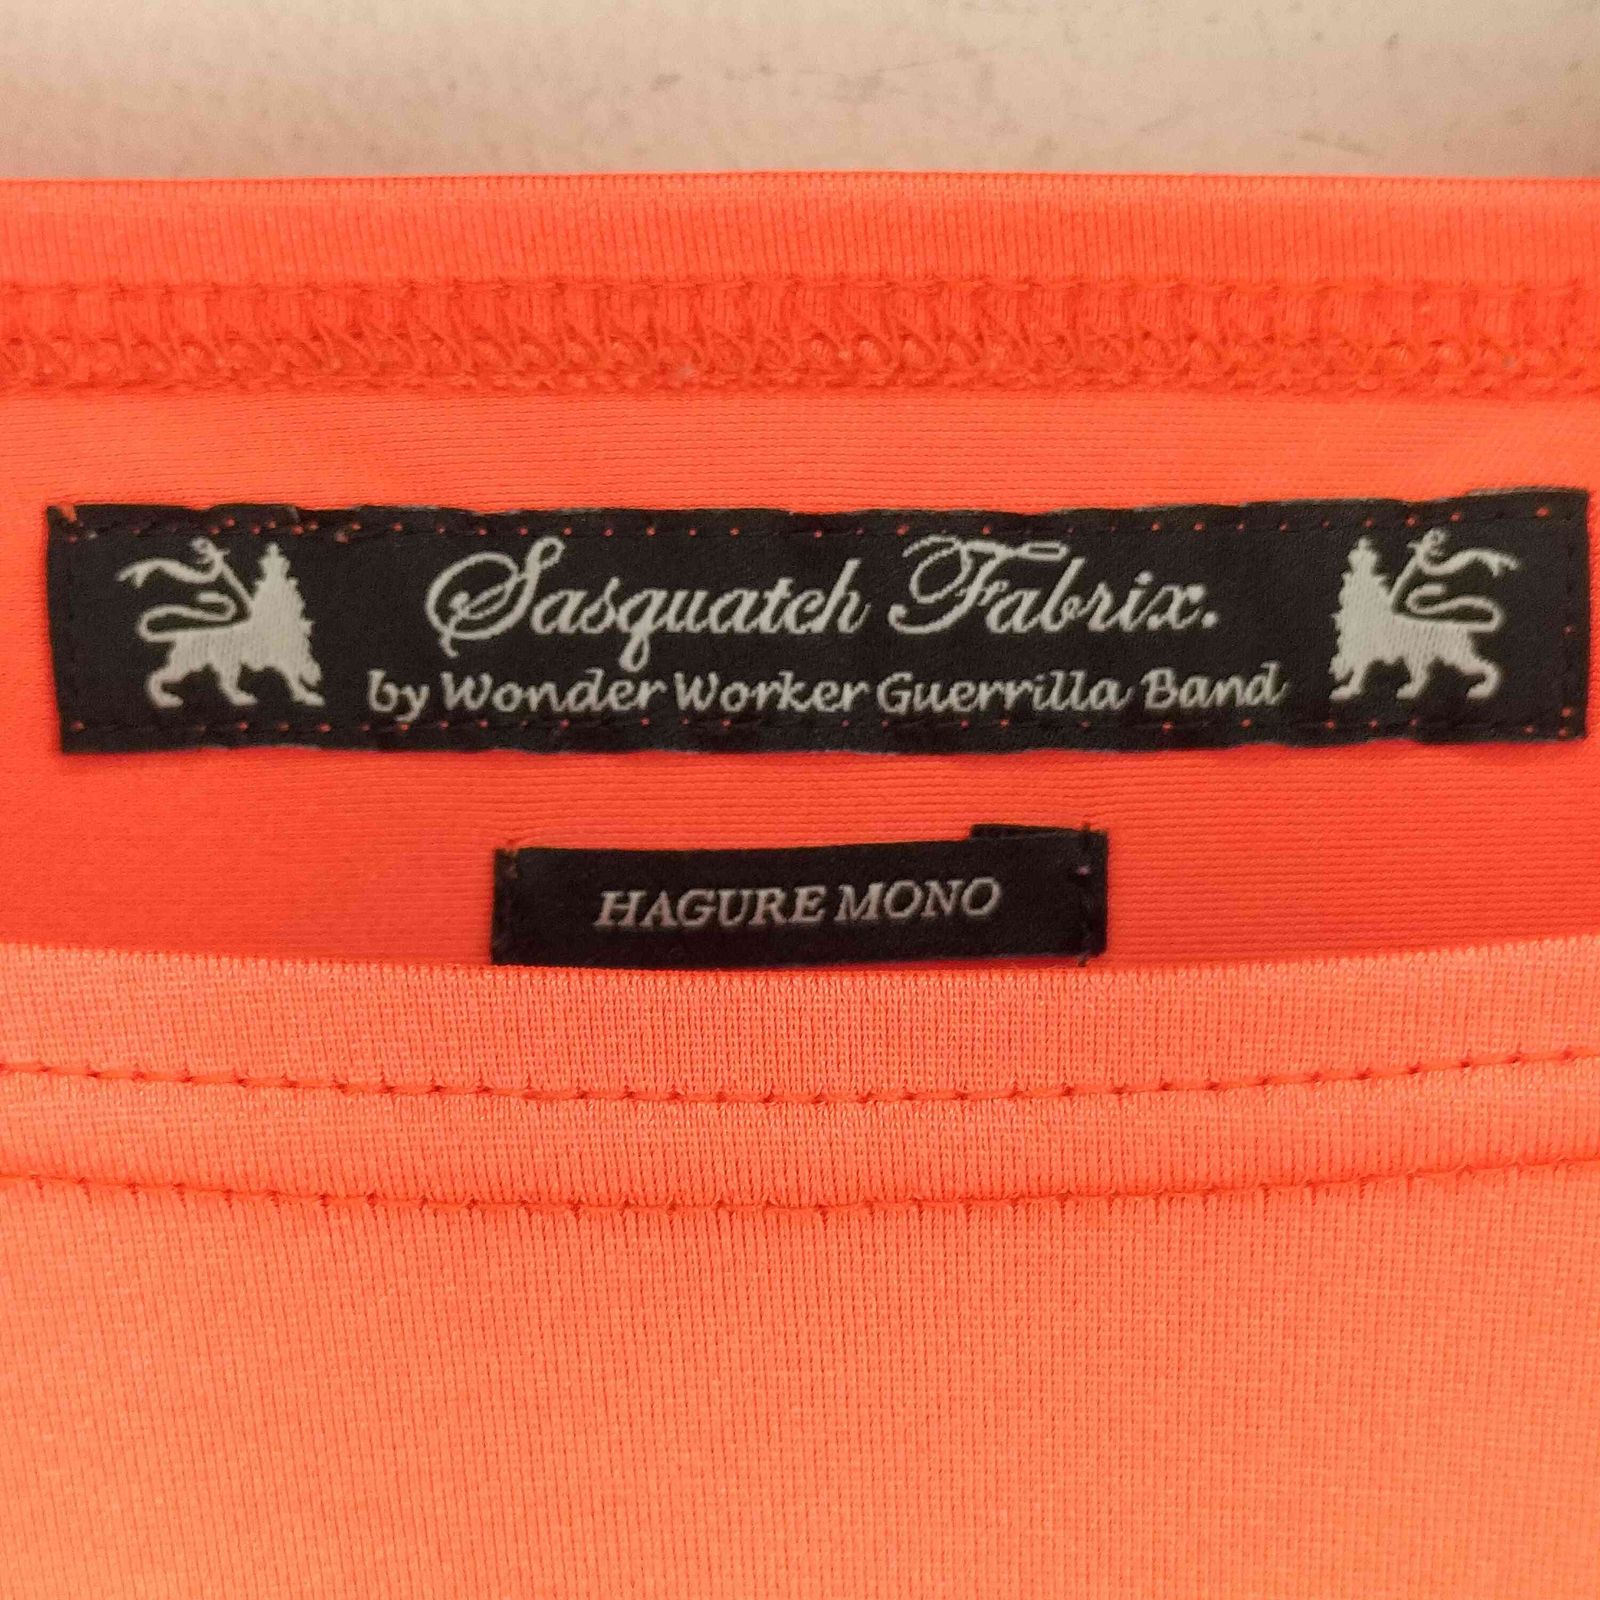 Sasquatch Fabrix.
by Wonder Worker Guerrilla Band
HAGURE MONO